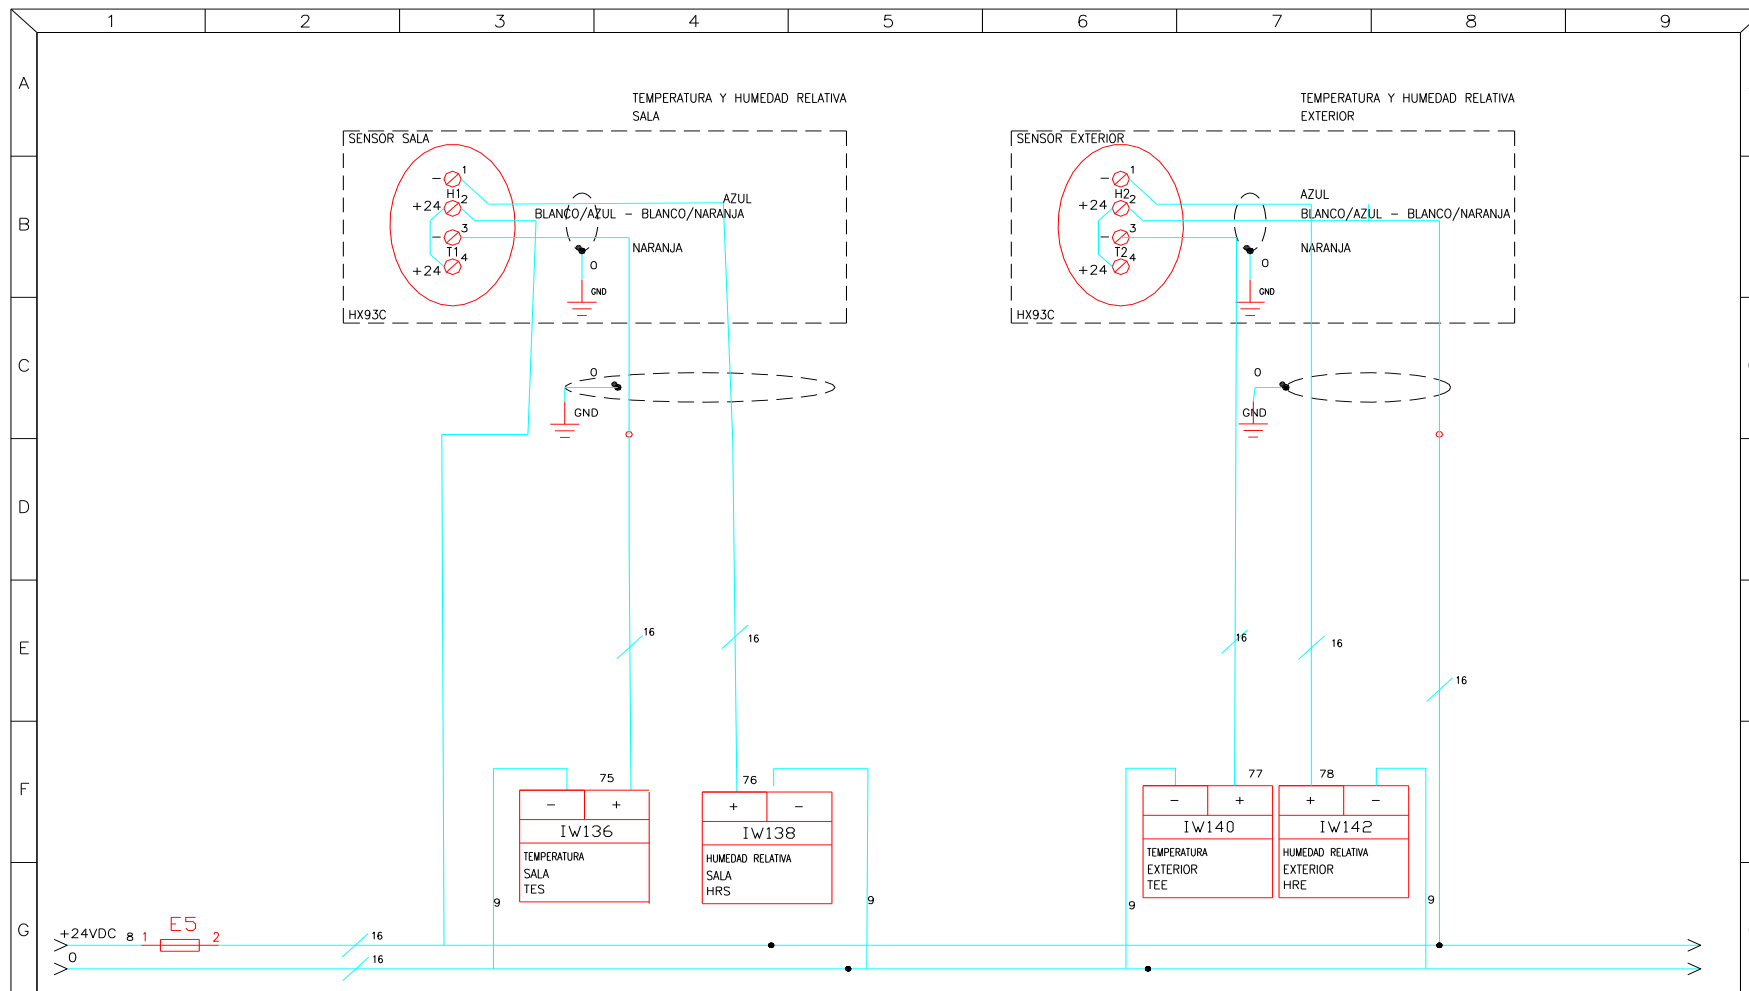 1 2 3 4 5 6 7 8 9
A
TEMPERATURA Y HUMEDAD RELATIVA
SALA
TEMPERATURA Y HUMEDAD RELATIVA
EXTERIOR
SENSOR SALA
SENSOR EXTERIOR
B
- 1
H1
+24 2
- 3
T1
+24 4
AZUL
BLANCO/AZUL - BLANCO/NARANJA
NARANJA
0
GND
HX93C
- 1
H2
+24 2
- 3
T2
+24 4
AZUL
BLANCO/AZUL - BLANCO/NARANJA
NARANJA
0
GND
HX93C
C
0
GND
0
GND
D
E
16
16
16
16
16
F
75
76
77
78
- +
IW136
TEMPERATURA
SALA
TES
+ -
IW138
HUMEDAD RELATIVA
SALA
HRS
- +
IW140
TEMPERATURA
EXTERIOR
TEE
+ -
IW142
HUMEDAD RELATIVA
EXTERIOR
HRE
9
9
9
9
G
+24VDC 8 1 E5 2 16
0 16